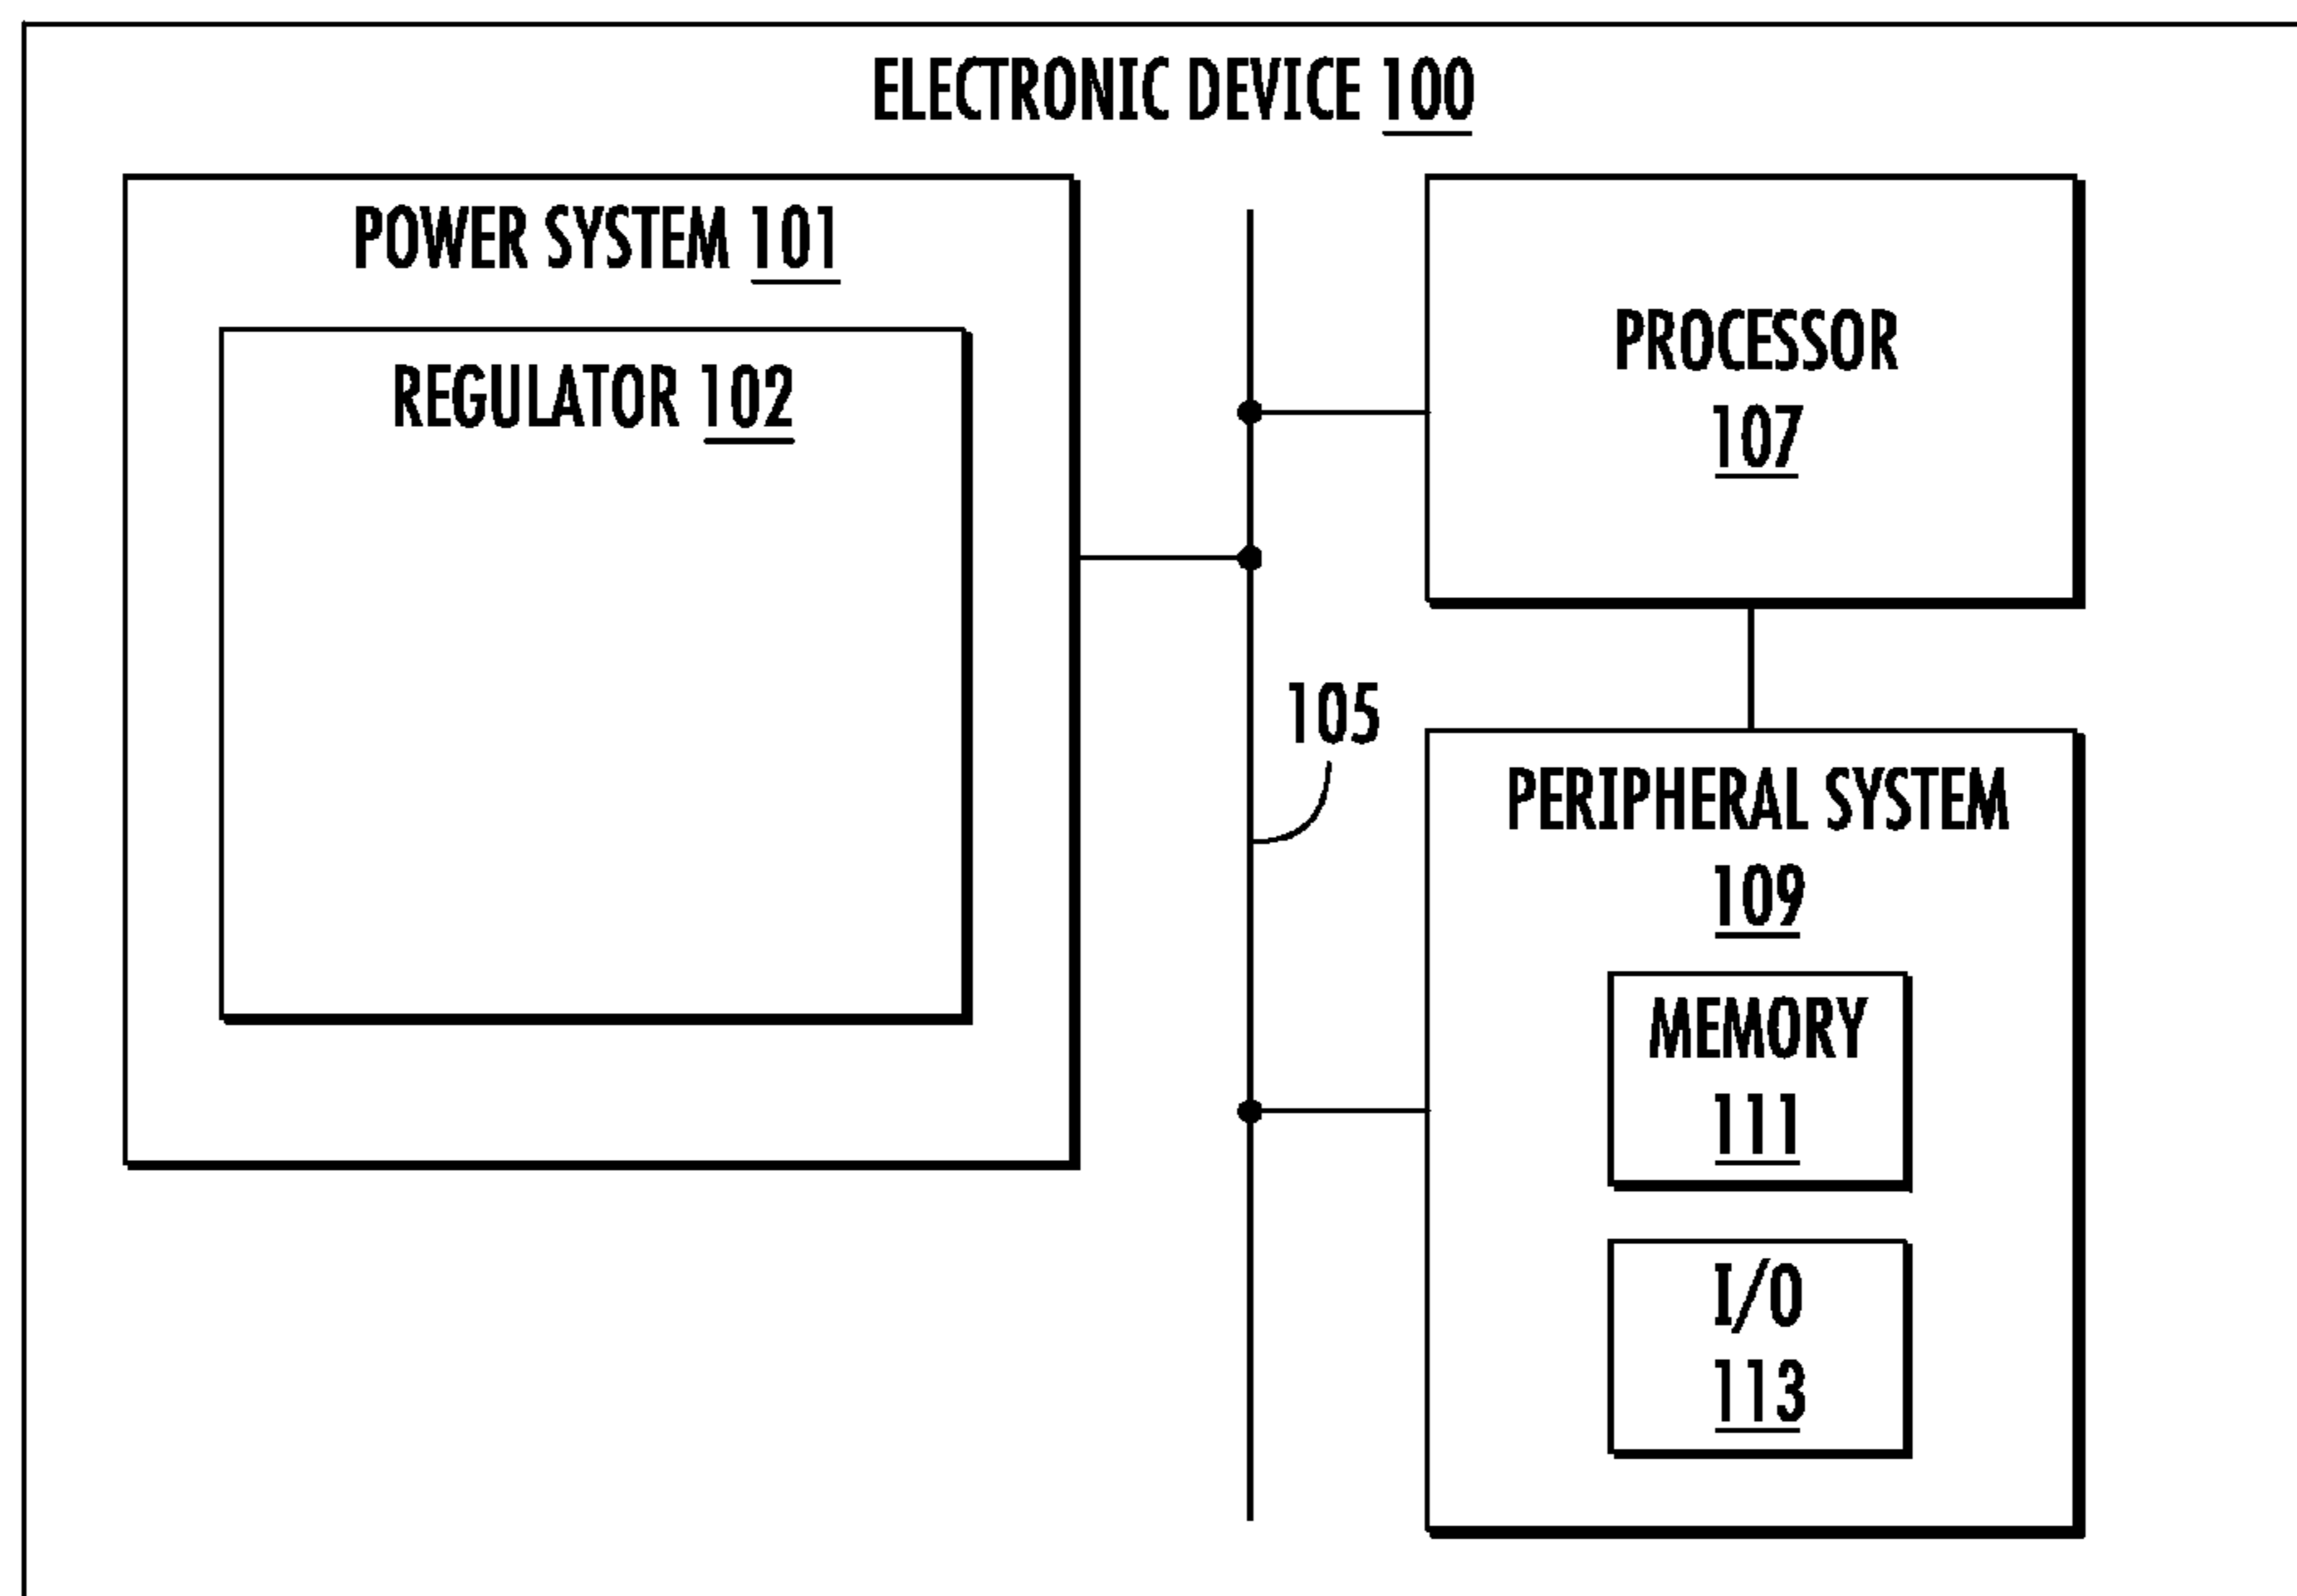 ELECTRONIC DEVICE 100
POWER SYSTEM 101
REGULATOR 102
PROCESSOR
107
105
PERIPHERAL SYSTEM
109
MEMORY
111
I/O
113